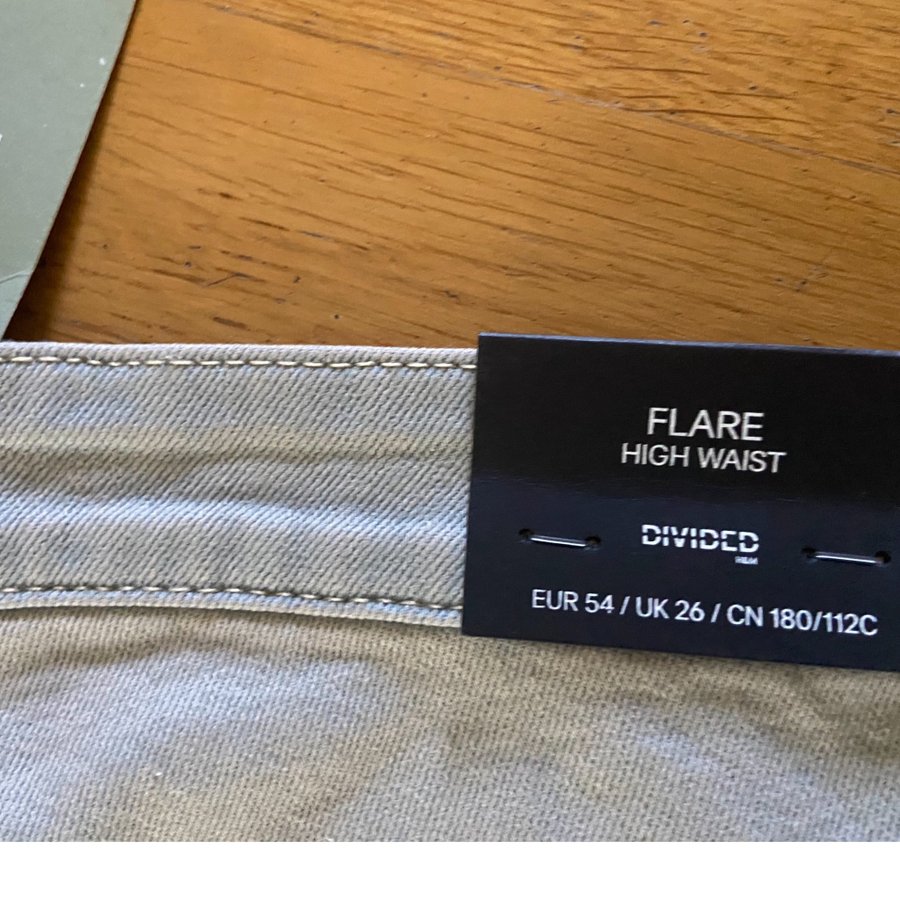 FLARE
HIGH WAIST
DIVIDED
H&M
EUR 54 / UK 26 / CN 180/112C